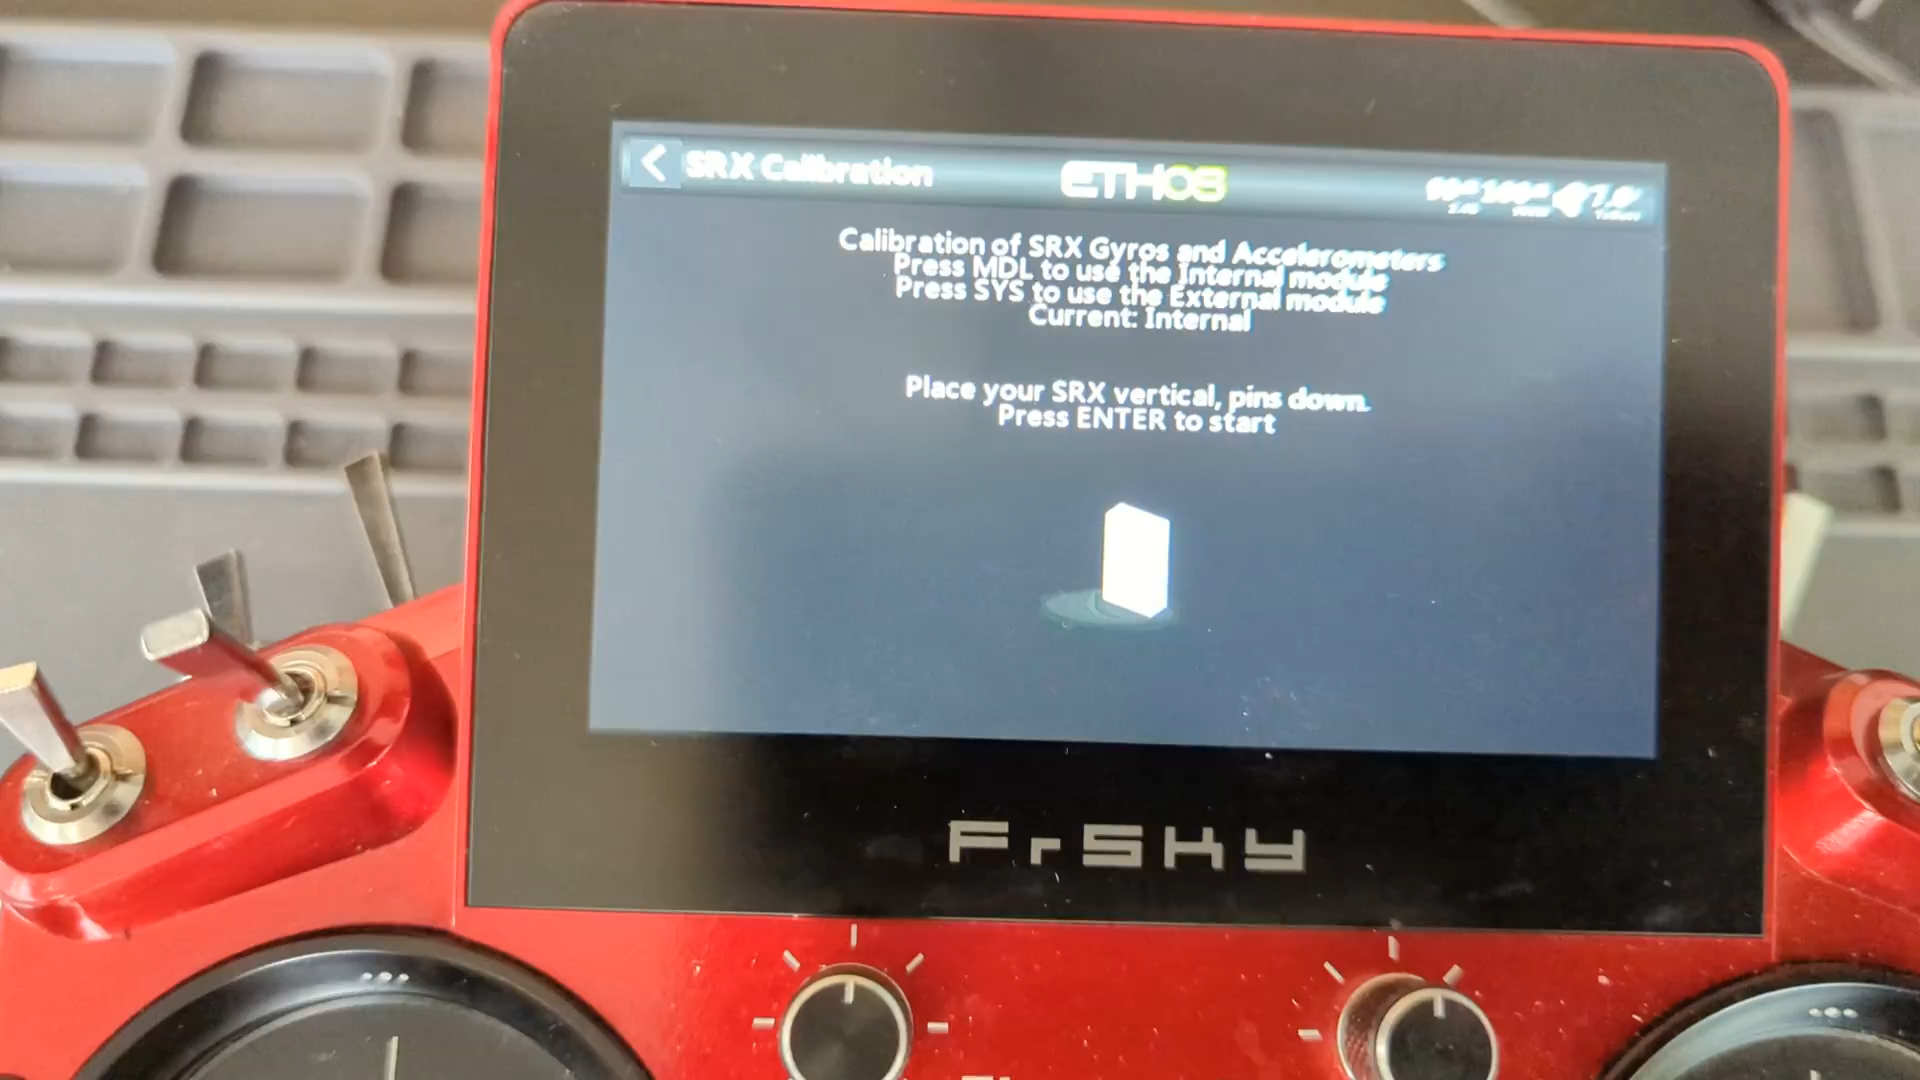 SRX Calibration
ETHOS
Calibration of SRX Gyros and Accelerometers
Press MDL to use the Internal module
Press SYS to use the External module
Current: Internal
Place your SRX vertical, pins down.
Press ENTER to start
FrSKY